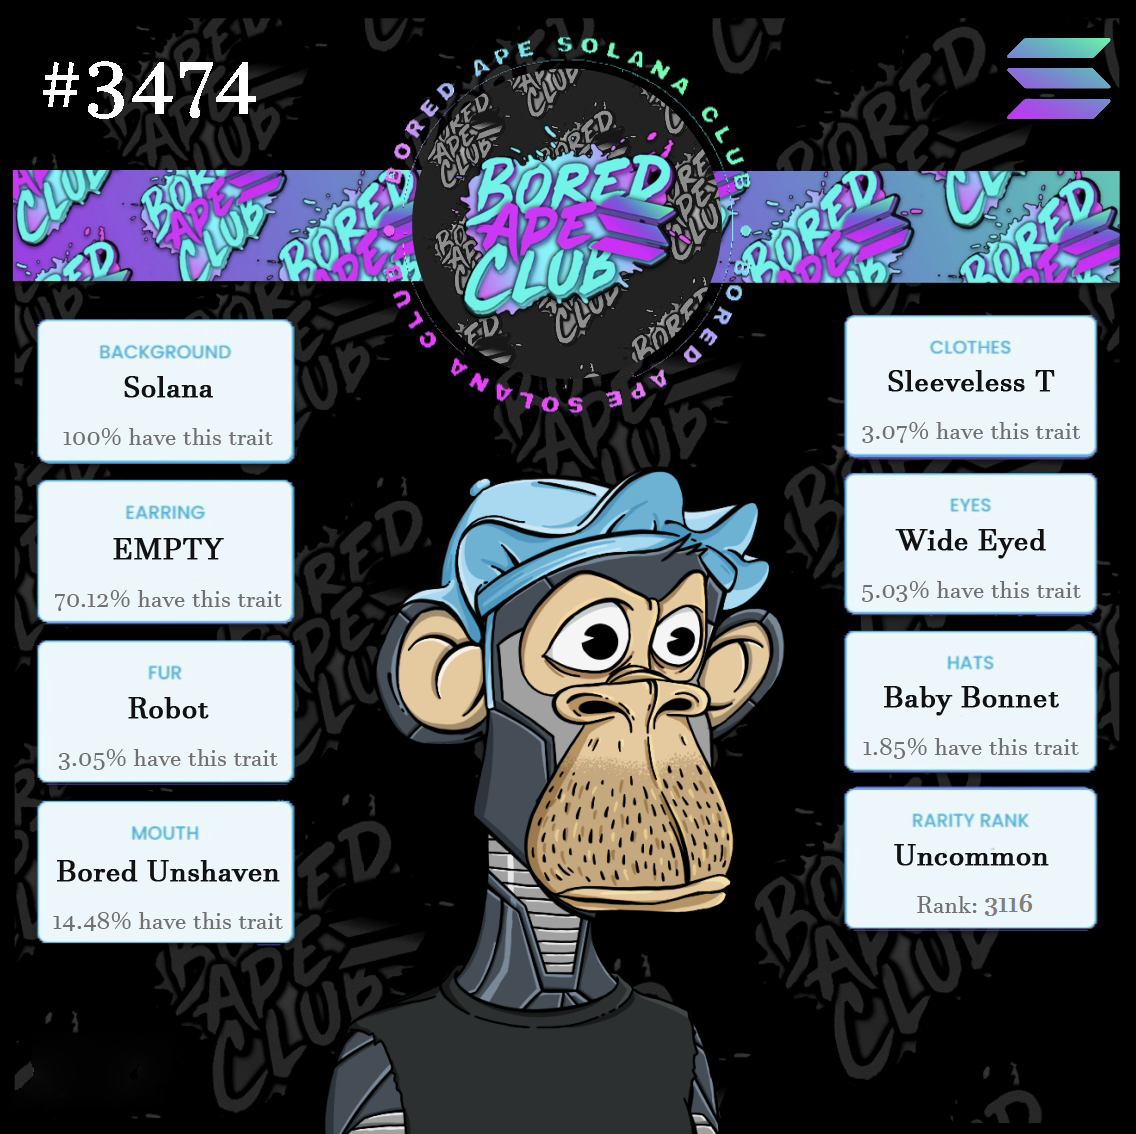 #3474
BORED APE SOLANA CLUB
BORED APE SOLANA CLUB
BORED
APE
CLUB
BACKGROUND
Solana
100% have this trait
EARRING
EMPTY
70.12% have this trait
FUR
Robot
3.05% have this trait
MOUTH
Bored Unshaven
14.48% have this trait
CLOTHES
Sleeveless T
3.07% have this trait
EYES
Wide Eyed
5.03% have this trait
HATS
Baby Bonnet
1.85% have this trait
RARITY RANK
Uncommon
Rank: 3116